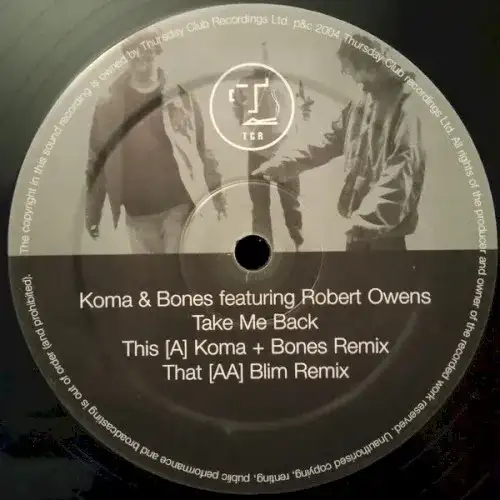 The copyright in this sound recording is owned by Thursday Club Recordings Ltd. p&c 2004 Thursday Club recordings Ltd. All rights of the producer and owner of the recorded work reserved. Unauthorised copying, renting, public performance and broadcasting is out of order (and prohibited).
TCR
Koma & Bones featuring Robert Owens
Take Me Back
This [A] Koma + Bones Remix
That [AA] Blim Remix